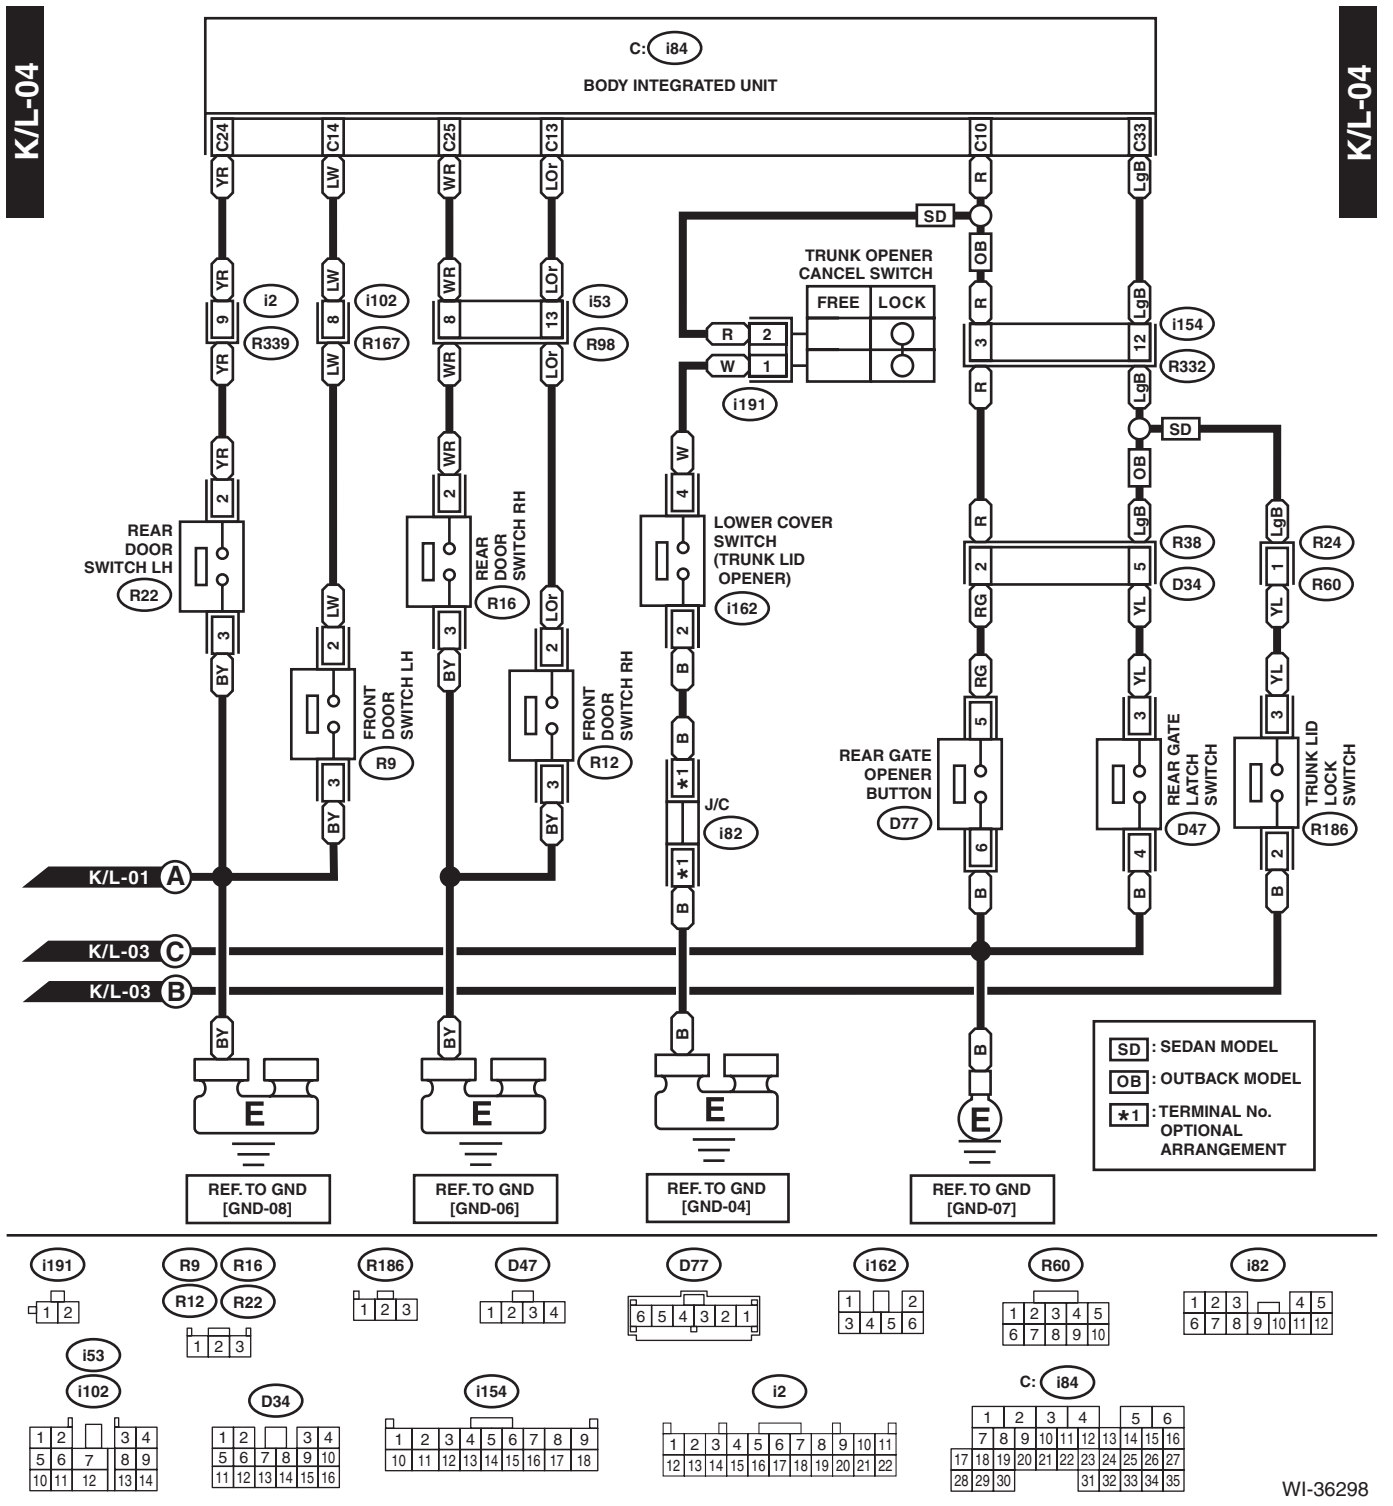 K/L-04
K/L-04
C: i84
BODY INTEGRATED UNIT
C24 C14 C25 C13 C10 C33
YR LW WR LOr R LgB
SD
OB
TRUNK OPENER
CANCEL SWITCH
FREE LOCK
YR LW WR LOr R LgB
9 i2 8 i102 8 13 i53 R 2 3 12 i154
R339 R167 R98 W 1 R332
YR LW WR LOr i191 R LgB
SD
OB
YR WR W
2 2 4
REAR
DOOR
SWITCH LH
R22
REAR
DOOR
SWITCH RH
R16
LOWER COVER
SWITCH
(TRUNK LID
OPENER)
i162
R LgB LgB
2 5 R38 1 R24
D34 R60
RG YL YL
3 LW 3 LOr 2
BY 2 BY 2 B
FRONT
DOOR
SWITCH LH
R9
FRONT
DOOR
SWITCH RH
R12
RG YL YL
5 3 3
REAR GATE
OPENER
BUTTON
D77
REAR GATE
LATCH
SWITCH
D47
TRUNK LID
LOCK
SWITCH
R186
B
*1
J/C
i82
*1
B
3 3 6 4 2
BY BY B B B
K/L-01 A
K/L-03 C
K/L-03 B
BY BY B B
E E E E
REF. TO GND
[GND-08]
REF. TO GND
[GND-06]
REF. TO GND
[GND-04]
REF. TO GND
[GND-07]
SD : SEDAN MODEL
OB : OUTBACK MODEL
*1 : TERMINAL No.
OPTIONAL
ARRANGEMENT
i191
1 2
R9 R16
R12 R22
1 2 3
R186
1 2 3
D47
1 2 3 4
D77
6 5 4 3 2 1
i162
1 2
3 4 5 6
R60
1 2 3 4 5
6 7 8 9 10
i82
1 2 3 4 5
6 7 8 9 10 11 12
i53
i102
1 2 3 4
5 6 7 8 9
10 11 12 13 14
D34
1 2 3 4
5 6 7 8 9 10
11 12 13 14 15 16
i154
1 2 3 4 5 6 7 8 9
10 11 12 13 14 15 16 17 18
i2
1 2 3 4 5 6 7 8 9 10 11
12 13 14 15 16 17 18 19 20 21 22
C: i84
1 2 3 4 5 6
7 8 9 10 11 12 13 14 15 16
17 18 19 20 21 22 23 24 25 26 27
28 29 30 31 32 33 34 35
WI-36298